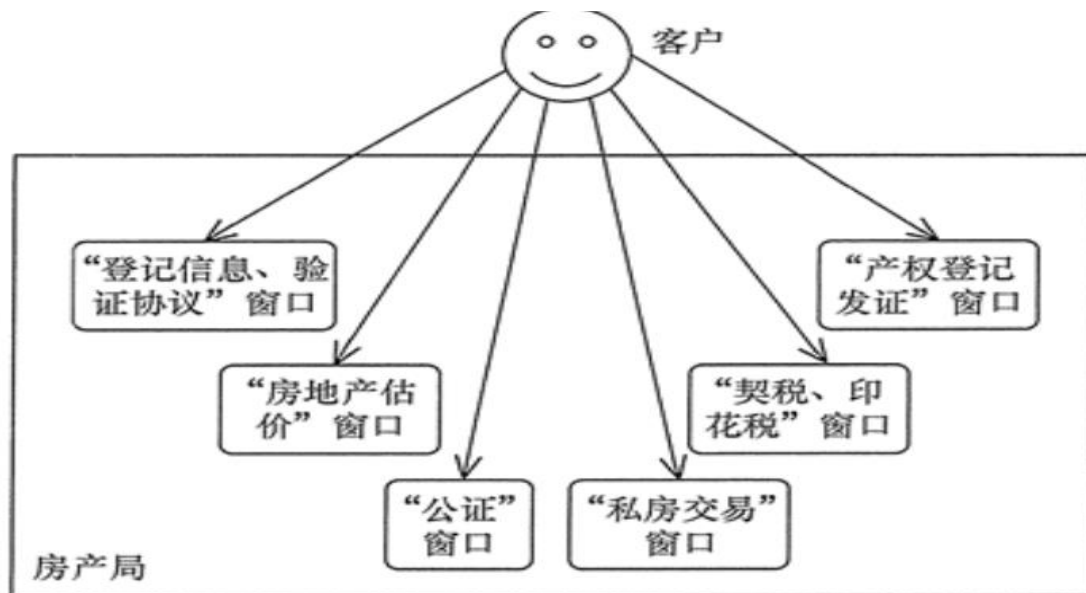 客户
“登记信息、验
证协议”窗口
“产权登记
发证”窗口
“房地产估
价”窗口
“契税、印
花税”窗口
“公证”
窗口
“私房交易”
窗口
房产局